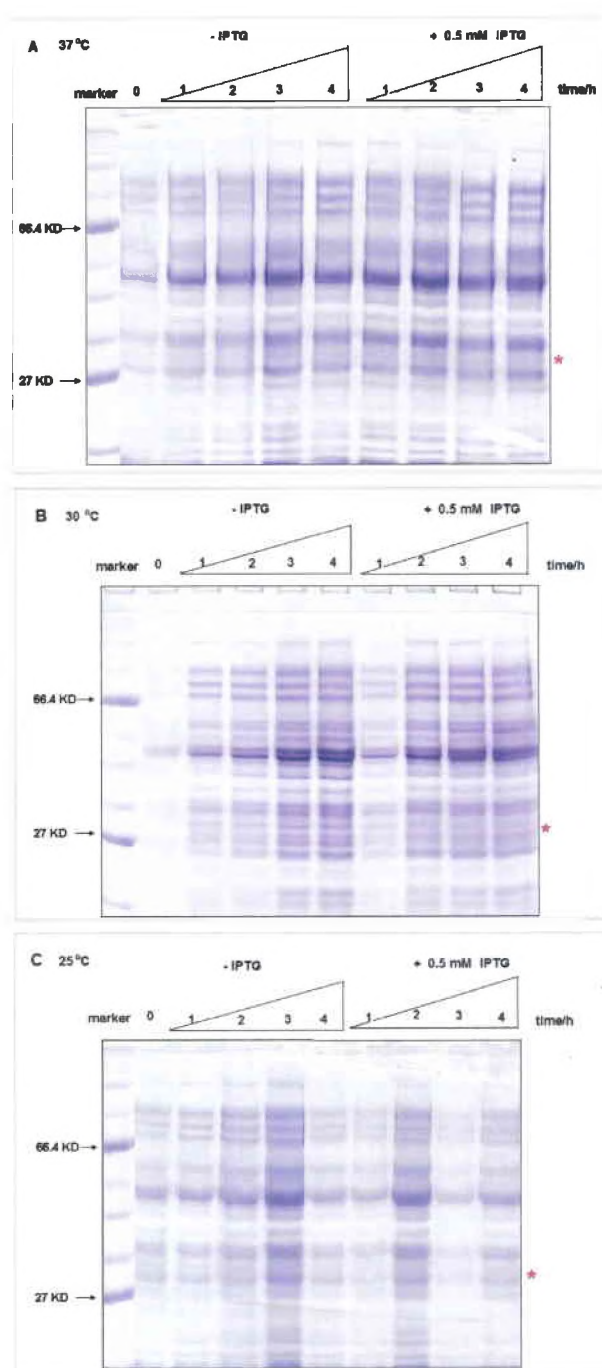 A 37 °C - IPTG + 0.5 mM IPTG
marker 0 1 2 3 4 1 2 3 4 time/h
66.4 KD→
27 KD →
*
B 30 °C - IPTG + 0.5 mM IPTG
marker 0 1 2 3 4 1 2 3 4 time/h
66.4 KD→
27 KD →
*
C 25 °C - IPTG + 0.5 mM IPTG
marker 0 1 2 3 4 1 2 3 4 time/h
66.4 KD→
27 KD →
*